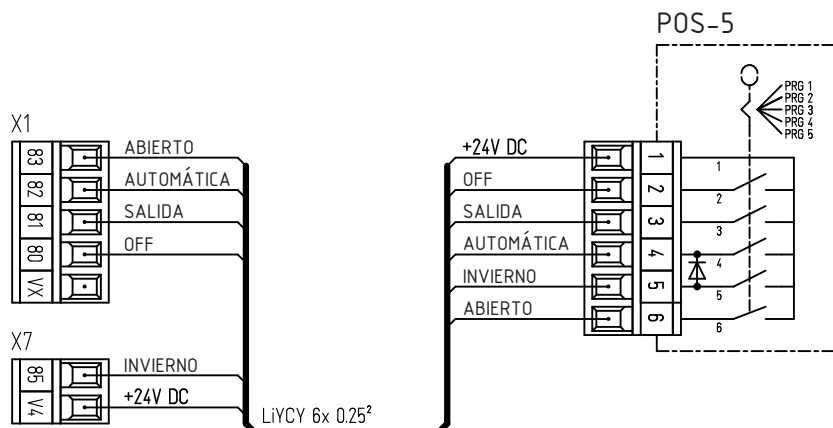 POS-5
PRG 1
PRG 2
PRG 3
PRG 4
PRG 5
X1
83 ABIERTO
82 AUTOMÁTICA
81 SALIDA
80 OFF
VX
X7
85 INVIERNO
V4 +24V DC
LiYCY 6x 0.25²
+24V DC 1 1
OFF 2 2
SALIDA 3 3
AUTOMÁTICA 4 4
INVIERNO 5 5
ABIERTO 6 6